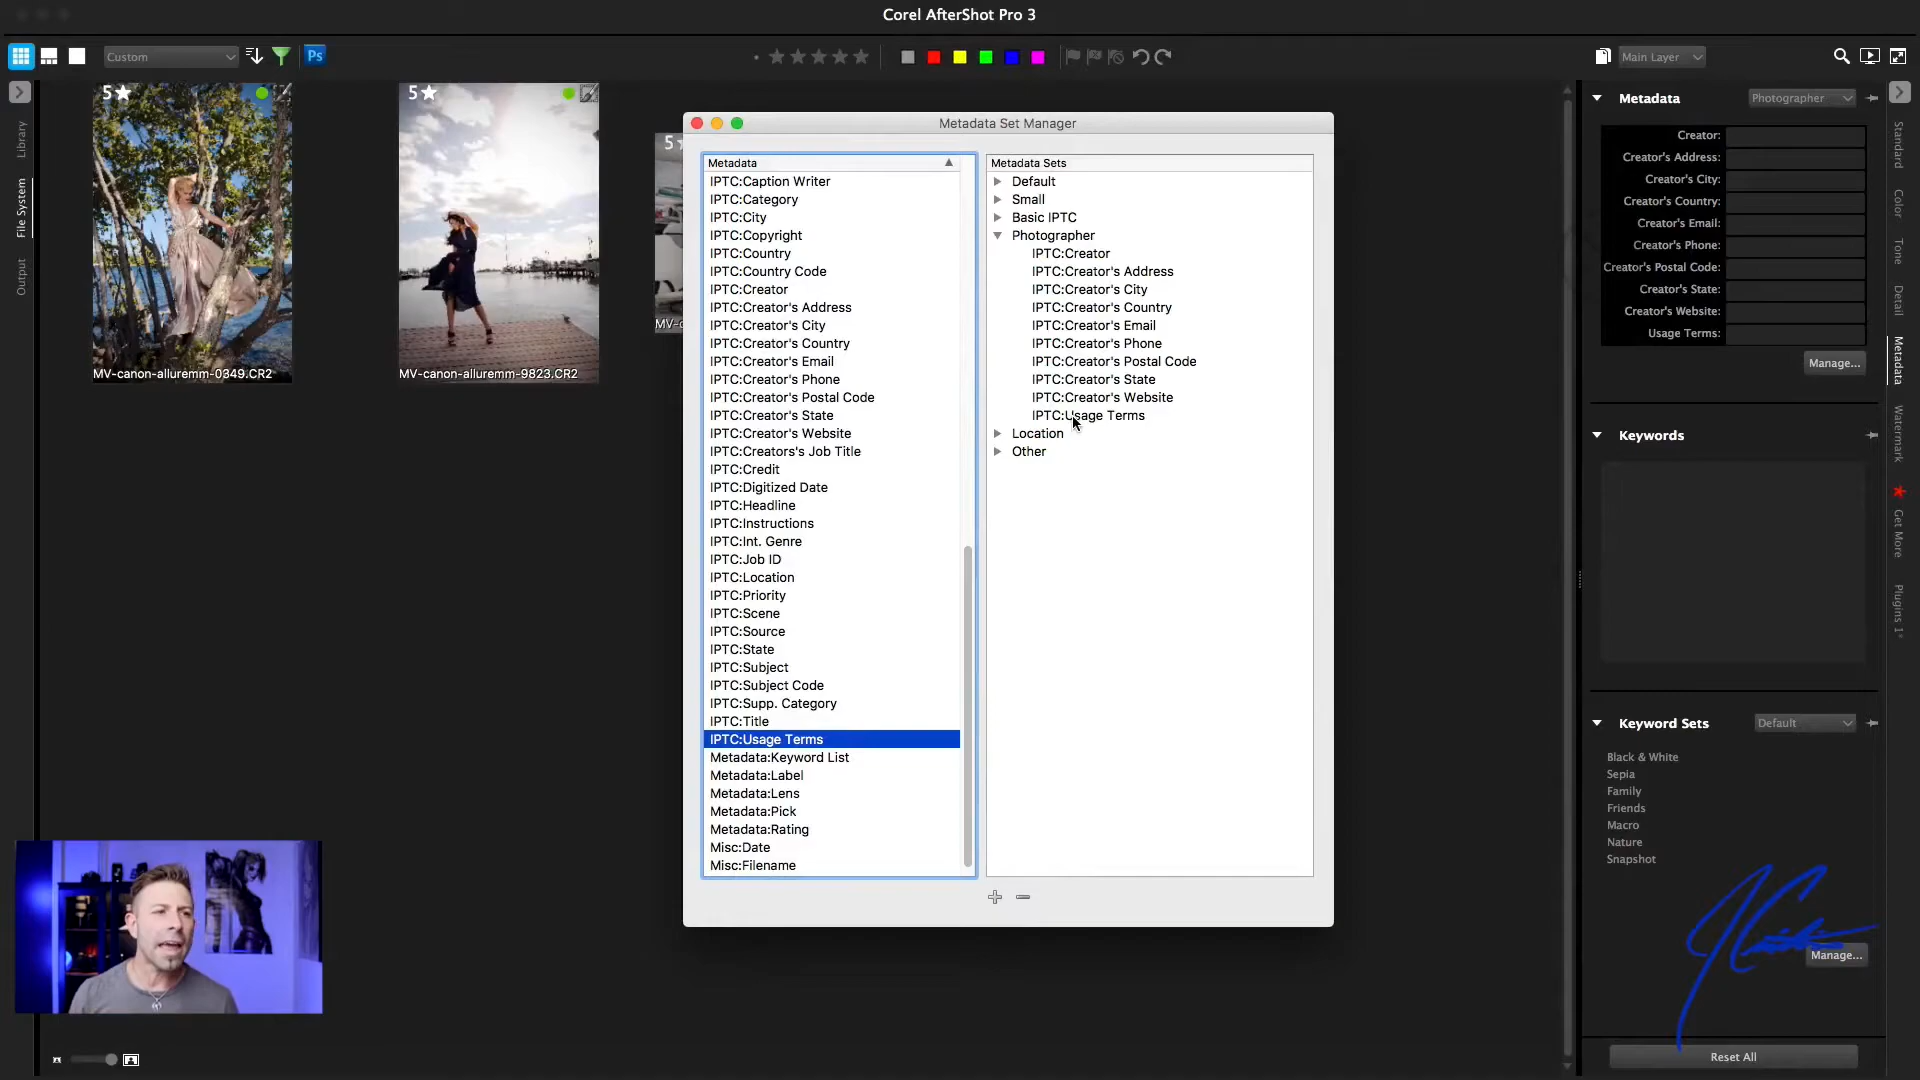 Corel AfterShot Pro 3
Custom
Ps
Main Layer
Library
File System
Output
5
MV-canon-alluremm-0349.CR2
5
MV-canon-alluremm-9823.CR2
5
MV-c
Metadata Set Manager
Metadata
IPTC:Caption Writer
IPTC:Category
IPTC:City
IPTC:Copyright
IPTC:Country
IPTC:Country Code
IPTC:Creator
IPTC:Creator's Address
IPTC:Creator's City
IPTC:Creator's Country
IPTC:Creator's Email
IPTC:Creator's Phone
IPTC:Creator's Postal Code
IPTC:Creator's State
IPTC:Creator's Website
IPTC:Creators's Job Title
IPTC:Credit
IPTC:Digitized Date
IPTC:Headline
IPTC:Instructions
IPTC:Int. Genre
IPTC:Job ID
IPTC:Location
IPTC:Priority
IPTC:Scene
IPTC:Source
IPTC:State
IPTC:Subject
IPTC:Subject Code
IPTC:Supp. Category
IPTC:Title
IPTC:Usage Terms
Metadata:Keyword List
Metadata:Label
Metadata:Lens
Metadata:Pick
Metadata:Rating
Misc:Date
Misc:Filename
Metadata Sets
Default
Small
Basic IPTC
Photographer
IPTC:Creator
IPTC:Creator's Address
IPTC:Creator's City
IPTC:Creator's Country
IPTC:Creator's Email
IPTC:Creator's Phone
IPTC:Creator's Postal Code
IPTC:Creator's State
IPTC:Creator's Website
IPTC:Usage Terms
Location
Other
Metadata
Photographer
Creator:
Creator's Address:
Creator's City:
Creator's Country:
Creator's Email:
Creator's Phone:
Creator's Postal Code:
Creator's State:
Creator's Website:
Usage Terms:
Manage...
Keywords
Keyword Sets
Default
Black & White
Sepia
Family
Friends
Macro
Nature
Snapshot
Manage...
Reset All
Standard
Color
Tone
Detail
Metadata
Watermark
Get More
Plugins 1*